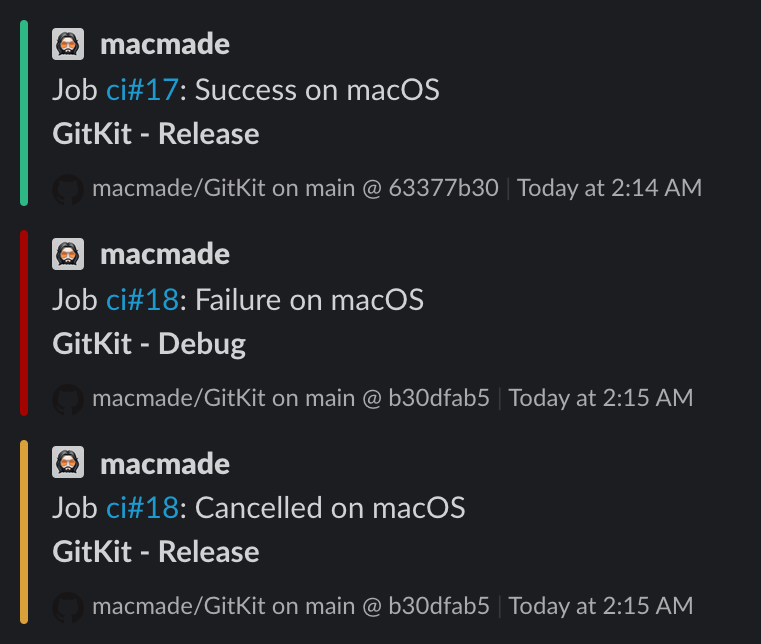 macmade
Job ci#17: Success on macOS
GitKit - Release
macmade/GitKit on main @ 63377b30 | Today at 2:14 AM
macmade
Job ci#18: Failure on macOS
GitKit - Debug
macmade/GitKit on main @ b30dfab5 | Today at 2:15 AM
macmade
Job ci#18: Cancelled on macOS
GitKit - Release
macmade/GitKit on main @ b30dfab5 | Today at 2:15 AM